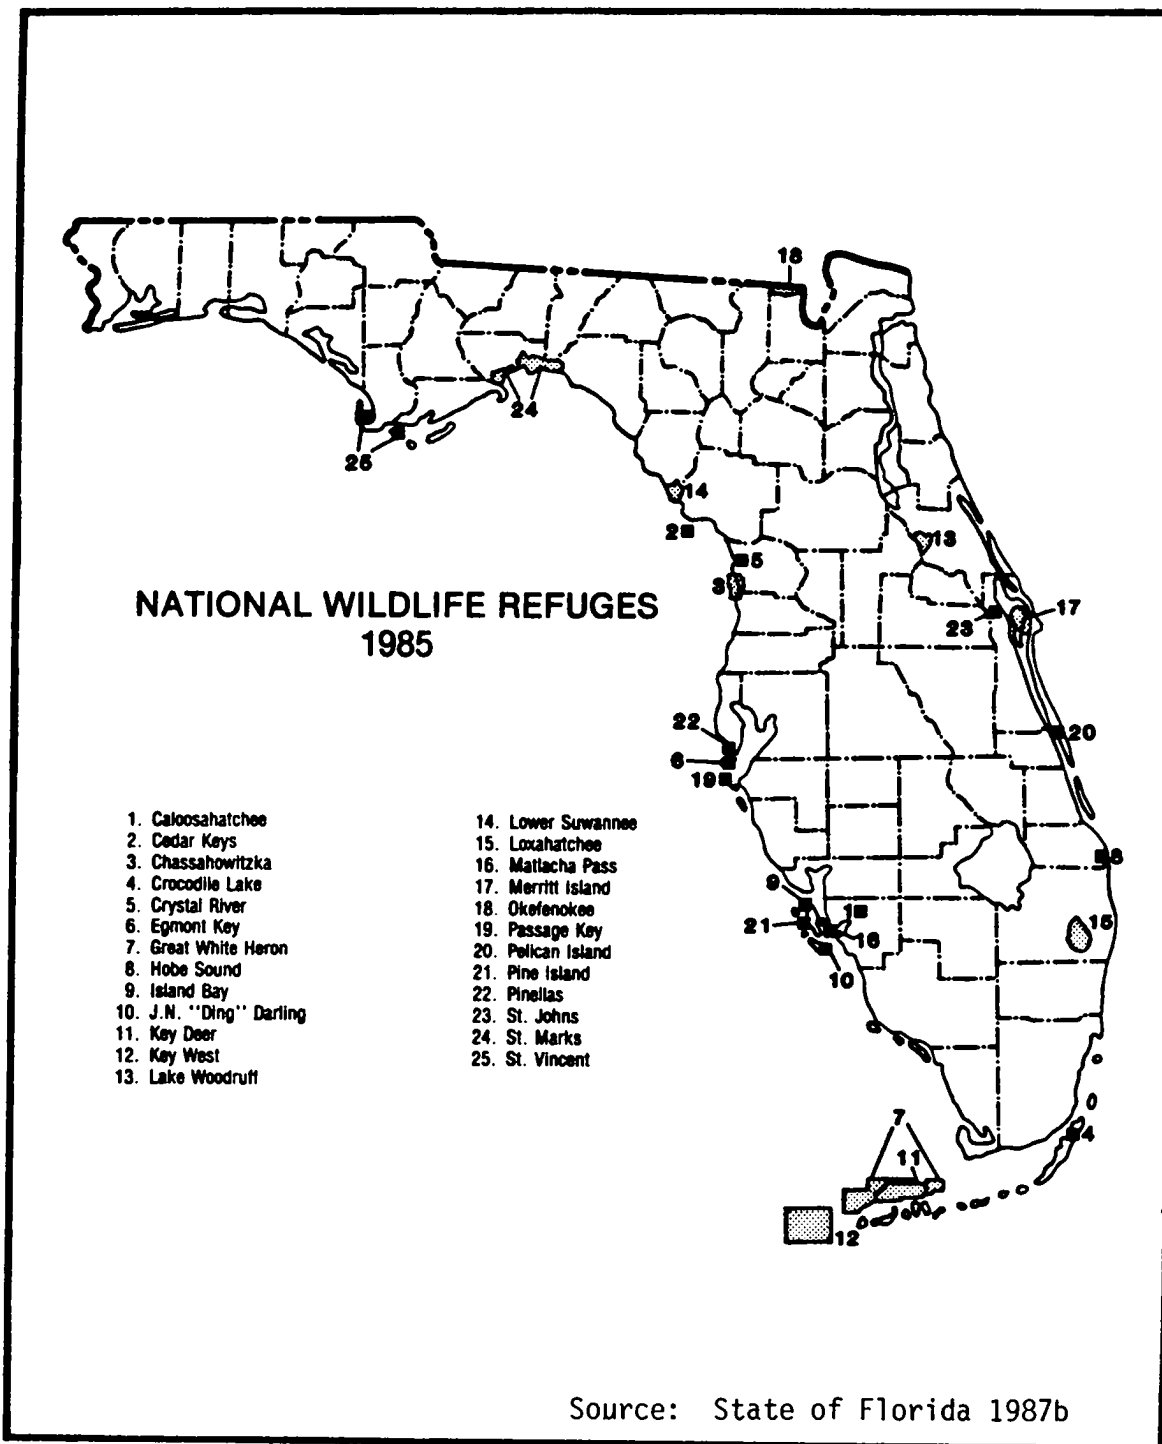 18
24
25
14
2
13
5
3
17
23
22
20
6
19
NATIONAL WILDLIFE REFUGES
1985
1. Caloosahatchee
2. Cedar Keys
3. Chassahowitzka
4. Crocodile Lake
5. Crystal River
6. Egmont Key
7. Great White Heron
8. Hobe Sound
9. Island Bay
10. J.N. "Ding" Darling
11. Key Deer
12. Key West
13. Lake Woodruff
14. Lower Suwannee
15. Loxahatchee
16. Matlacha Pass
17. Merritt Island
18. Okefenokee
19. Passage Key
20. Pelican Island
21. Pine Island
22. Pinellas
23. St. Johns
24. St. Marks
25. St. Vincent
8
9
1
21
16
15
10
7
4
11
12
Source: State of Florida 1987b